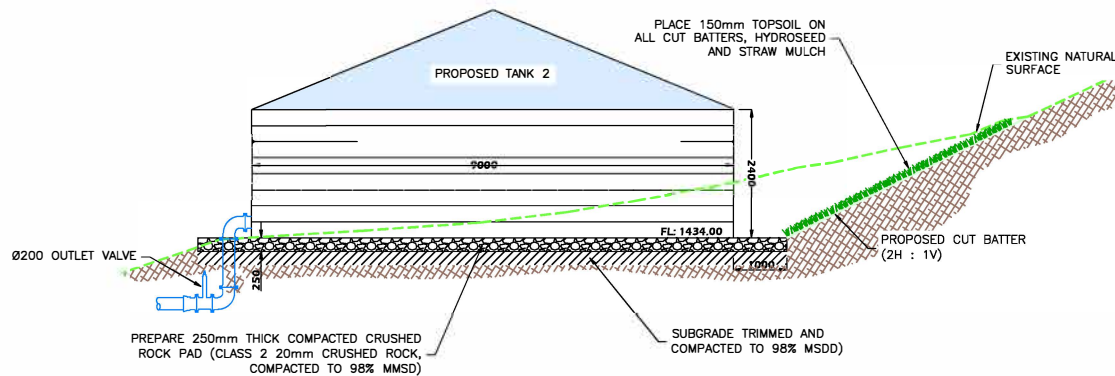 PLACE 150mm TOPSOIL ON
ALL CUT BATTERS, HYDROSEED
AND STRAW MULCH
EXISTING NATURAL
SURFACE
PROPOSED TANK 2
9000
2400
FL: 1434.00
PROPOSED CUT BATTER
(2H : 1V)
Ø200 OUTLET VALVE
250
1000
PREPARE 250mm THICK COMPACTED CRUSHED
ROCK PAD (CLASS 2 20mm CRUSHED ROCK,
COMPACTED TO 98% MMSD)
SUBGRADE TRIMMED AND
COMPACTED TO 98% MSDD)